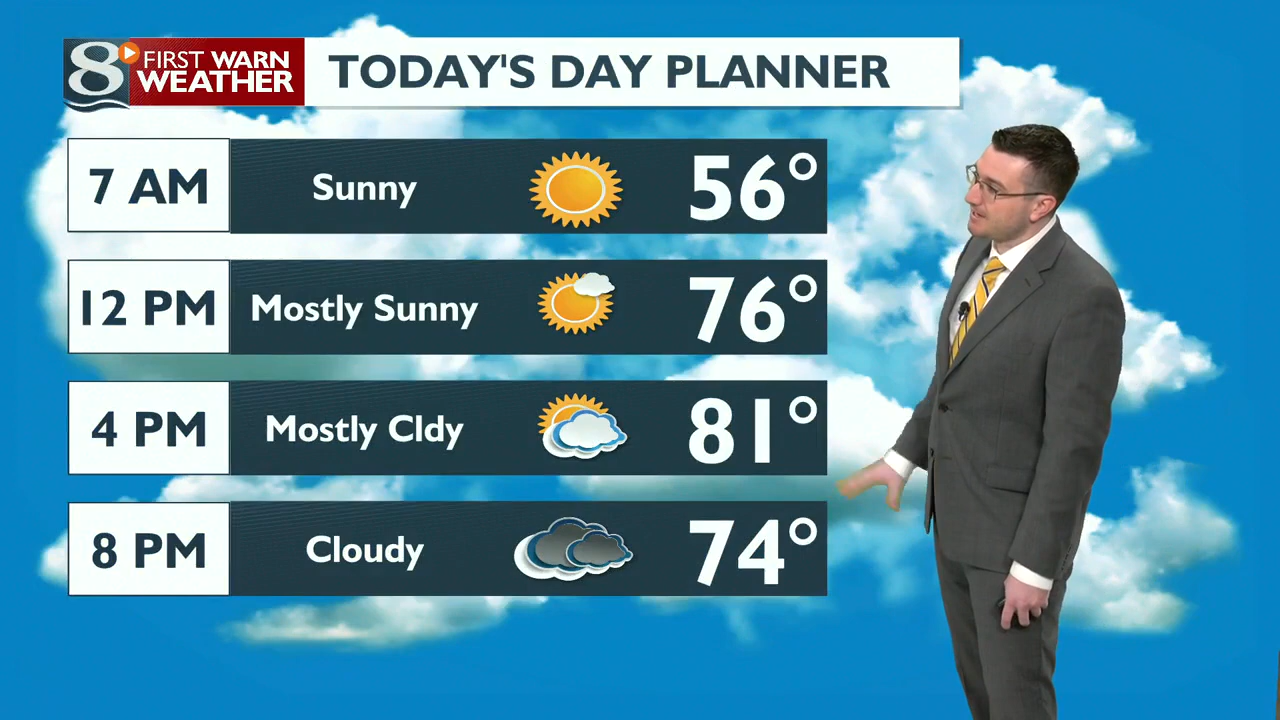 8 FIRST WARN
WEATHER
TODAY'S DAY PLANNER
7 AM Sunny 56°
12 PM Mostly Sunny 76°
4 PM Mostly Cldy 81°
8 PM Cloudy 74°